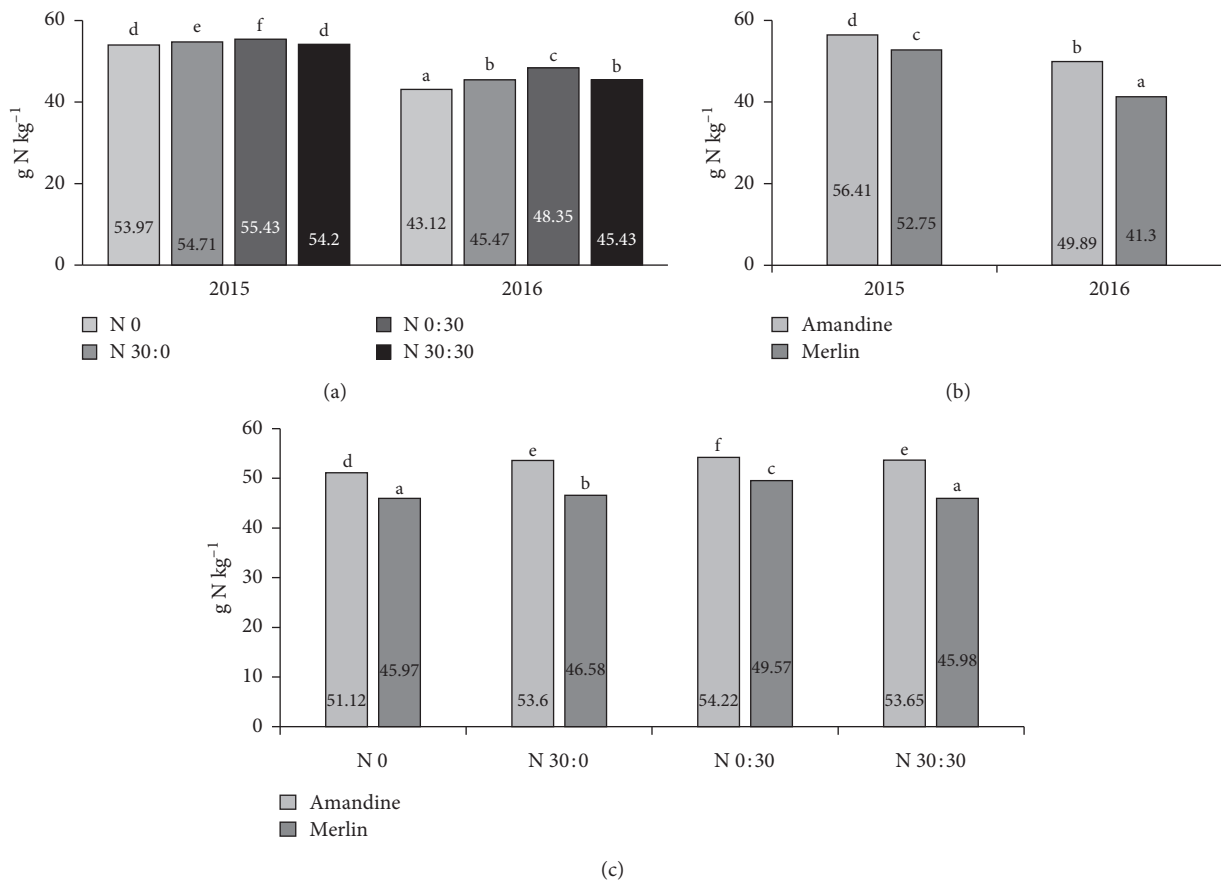 60
40
20
0
g N kg⁻¹
d
e
f
d
a
b
c
b
53.97
54.71
55.43
54.2
43.12
45.47
48.35
45.43
2015
2016
N 0
N 0:30
N 30:0
N 30:30
(a)
60
40
20
0
g N kg⁻¹
d
c
b
a
56.41
52.75
49.89
41.3
2015
2016
Amandine
Merlin
(b)
60
50
40
30
20
10
0
g N kg⁻¹
d
a
e
b
f
c
e
a
51.12
45.97
53.6
46.58
54.22
49.57
53.65
45.98
N 0
N 30:0
N 0:30
N 30:30
Amandine
Merlin
(c)